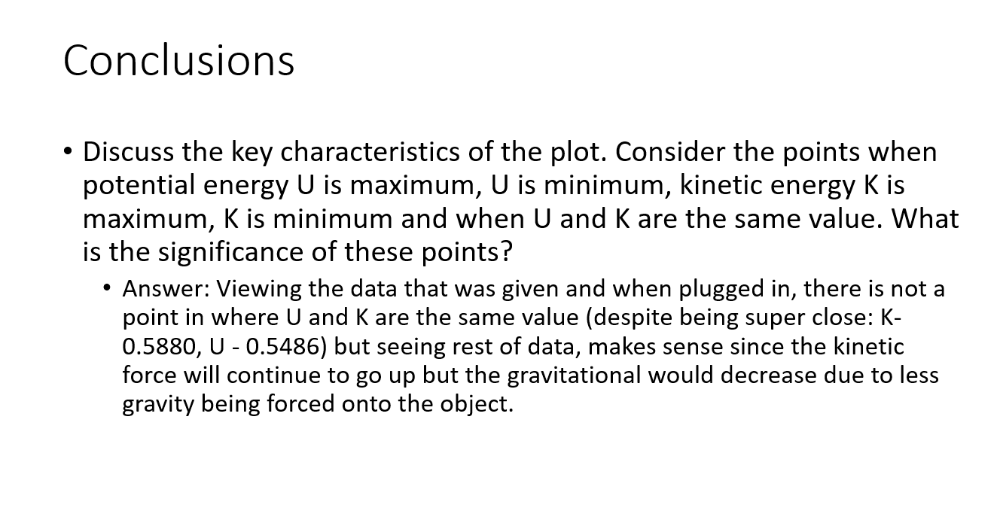 Conclusions
• Discuss the key characteristics of the plot. Consider the points when
potential energy U is maximum, U is minimum, kinetic energy K is
maximum, K is minimum and when U and K are the same value. What
is the significance of these points?
• Answer: Viewing the data that was given and when plugged in, there is not a
point in where U and K are the same value (despite being super close: K-
0.5880, U - 0.5486) but seeing rest of data, makes sense since the kinetic
force will continue to go up but the gravitational would decrease due to less
gravity being forced onto the object.